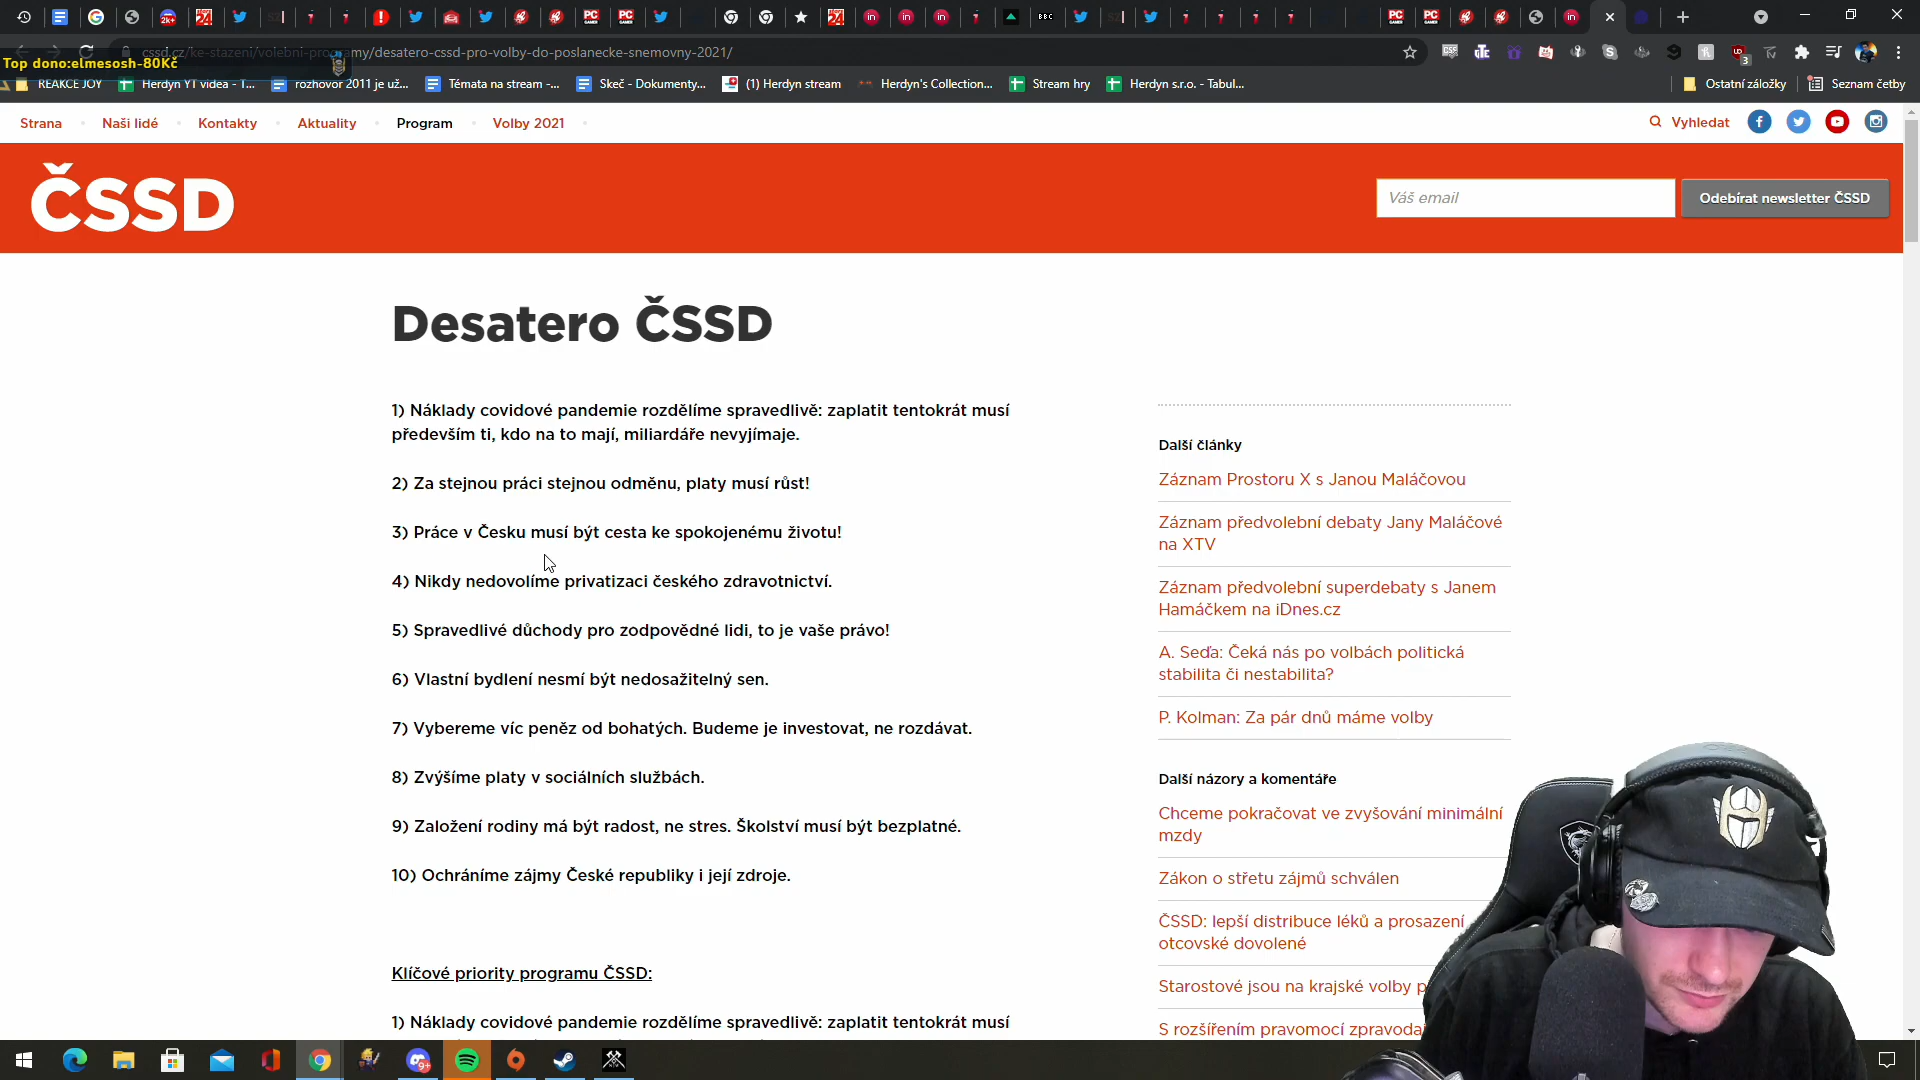 cssd.cz/ke-stazeni/volebni-programy/desatero-cssd-pro-volby-do-poslanecke-snemovny-2021/
Top dono:elmesosh-80Kč
REAKCE JOY
Herdyn YT videa - T...
rozhovor 2011 je už...
Témata na stream -...
Skeč - Dokumenty...
(1) Herdyn stream
Herdyn's Collection...
Stream hry
Herdyn s.r.o. - Tabul...
Ostatní záložky
Seznam četby
Strana
Naši lidé
Kontakty
Aktuality
Program
Volby 2021
Vyhledat
ČSSD
Váš email
Odebírat newsletter ČSSD
Desatero ČSSD
1) Náklady covidové pandemie rozdělíme spravedlivě: zaplatit tentokrát musí
především ti, kdo na to mají, miliardáře nevyjímaje.
2) Za stejnou práci stejnou odměnu, platy musí růst!
3) Práce v Česku musí být cesta ke spokojenému životu!
4) Nikdy nedovolíme privatizaci českého zdravotnictví.
5) Spravedlivé důchody pro zodpovědné lidi, to je vaše právo!
6) Vlastní bydlení nesmí být nedosažitelný sen.
7) Vybereme víc peněz od bohatých. Budeme je investovat, ne rozdávat.
8) Zvýšíme platy v sociálních službách.
9) Založení rodiny má být radost, ne stres. Školství musí být bezplatné.
10) Ochráníme zájmy České republiky i její zdroje.
Klíčové priority programu ČSSD:
1) Náklady covidové pandemie rozdělíme spravedlivě: zaplatit tentokrát musí
Další články
Záznam Prostoru X s Janou Maláčovou
Záznam předvolební debaty Jany Maláčové
na XTV
Záznam předvolební superdebaty s Janem
Hamáčkem na iDnes.cz
A. Seďa: Čeká nás po volbách politická
stabilita či nestabilita?
P. Kolman: Za pár dnů máme volby
Další názory a komentáře
Chceme pokračovat ve zvyšování minimální
mzdy
Zákon o střetu zájmů schválen
ČSSD: lepší distribuce léků a prosazení
otcovské dovolené
Starostové jsou na krajské volby p
S rozšířením pravomocí zpravoda